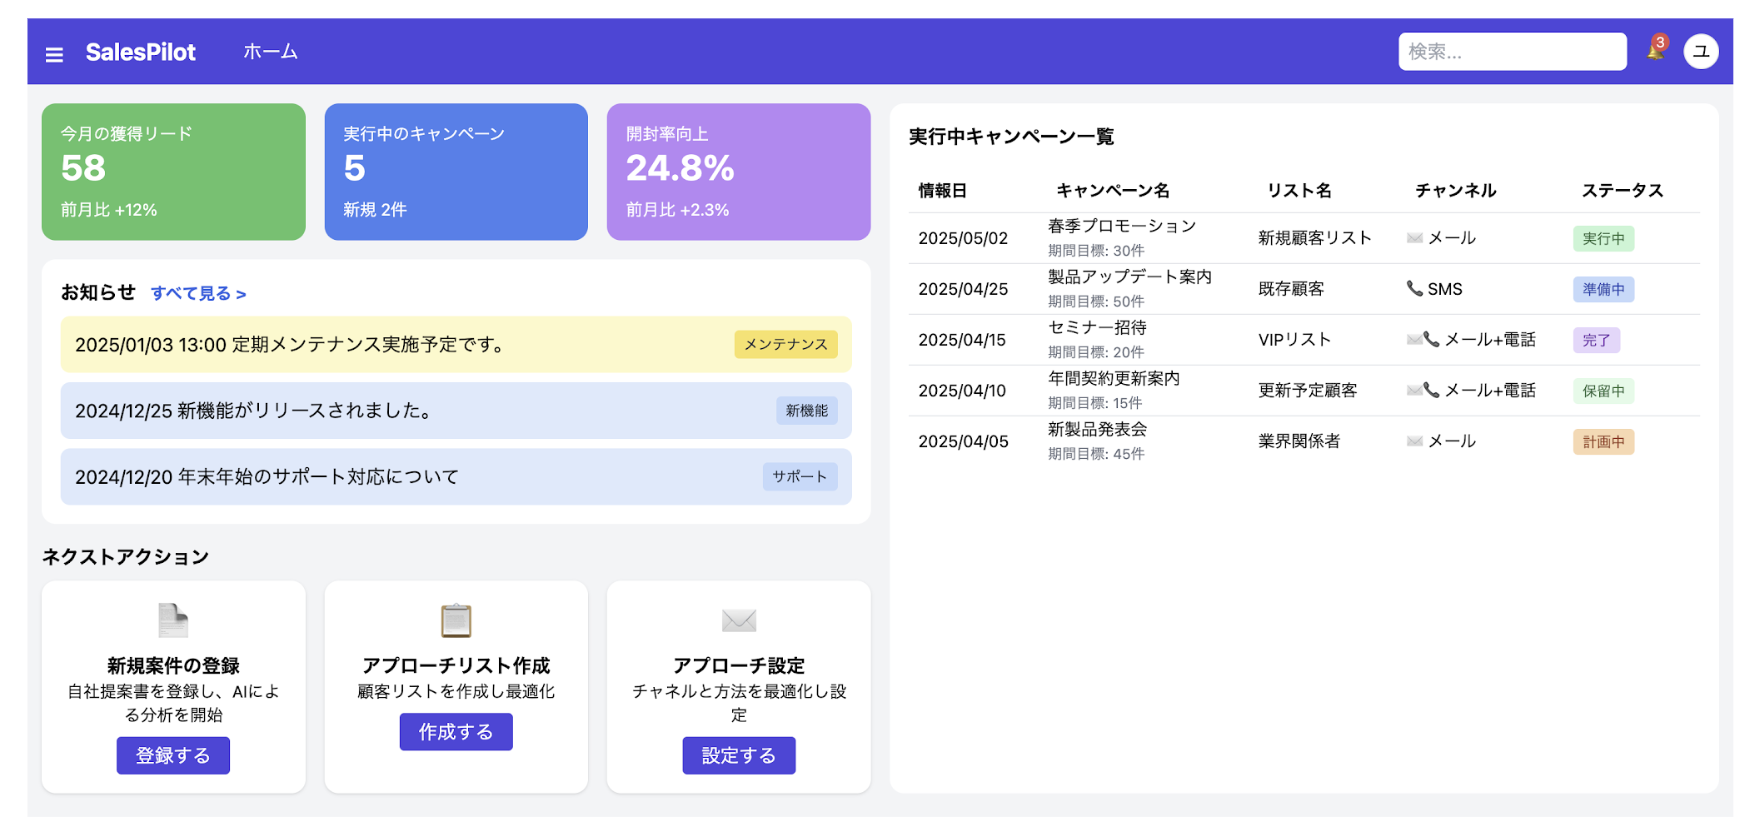 SalesPilot ホーム
検索...
3
ユ
今月の獲得リード
58
前月比 +12%
実行中のキャンペーン
5
新規 2件
開封率向上
24.8%
前月比 +2.3%
お知らせ すべて見る >
2025/01/03 13:00 定期メンテナンス実施予定です。 メンテナンス
2024/12/25 新機能がリリースされました。 新機能
2024/12/20 年末年始のサポート対応について サポート
ネクストアクション
新規案件の登録
自社提案書を登録し、AIによ
る分析を開始
登録する
アプローチリスト作成
顧客リストを作成し最適化
作成する
アプローチ設定
チャネルと方法を最適化し設
定
設定する
実行中キャンペーン一覧
情報日 キャンペーン名 リスト名 チャンネル ステータス
2025/05/02 春季プロモーション 新規顧客リスト メール 実行中
期間目標: 30件
2025/04/25 製品アップデート案内 既存顧客 SMS 準備中
期間目標: 50件
2025/04/15 セミナー招待 VIPリスト メール+電話 完了
期間目標: 20件
2025/04/10 年間契約更新案内 更新予定顧客 メール+電話 保留中
期間目標: 15件
2025/04/05 新製品発表会 業界関係者 メール 計画中
期間目標: 45件